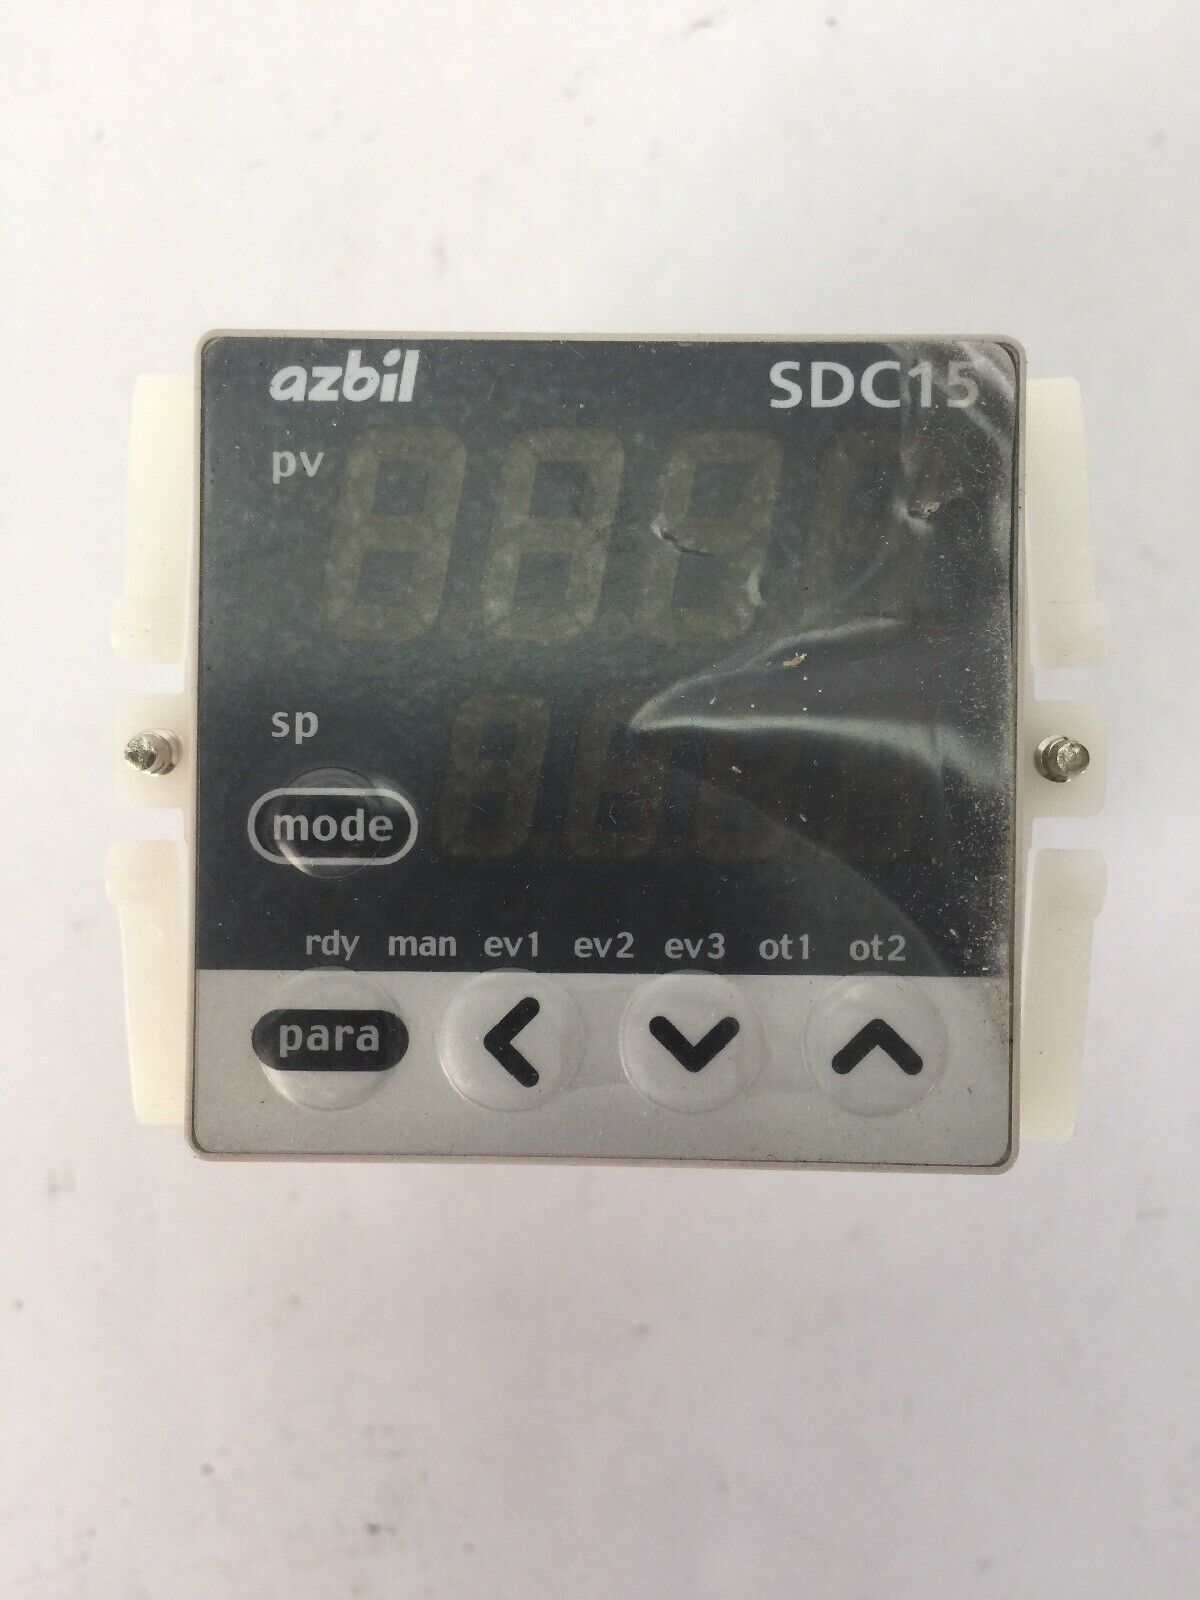 azbil SDC15
pv
sp
mode
rdy man ev1 ev2 ev3 ot1 ot2
para